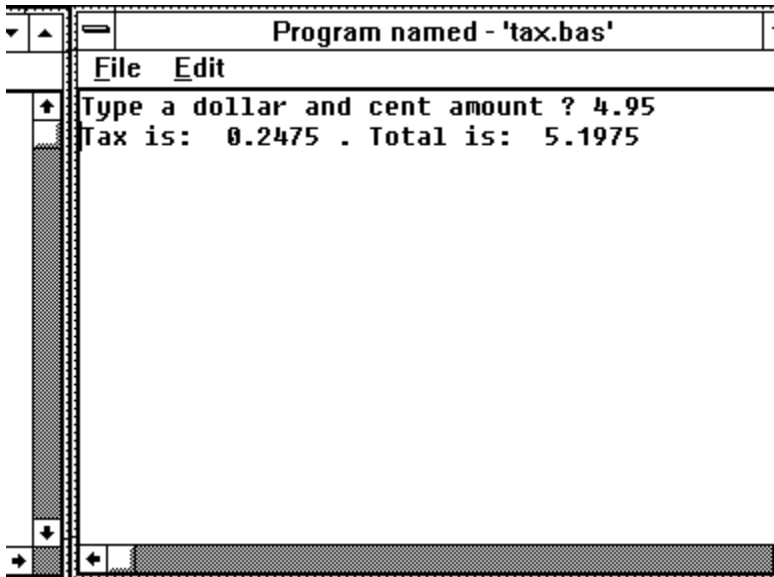 Program named - 'tax.bas'
File Edit
Type a dollar and cent amount ? 4.95
Tax is:  0.2475 . Total is:  5.1975